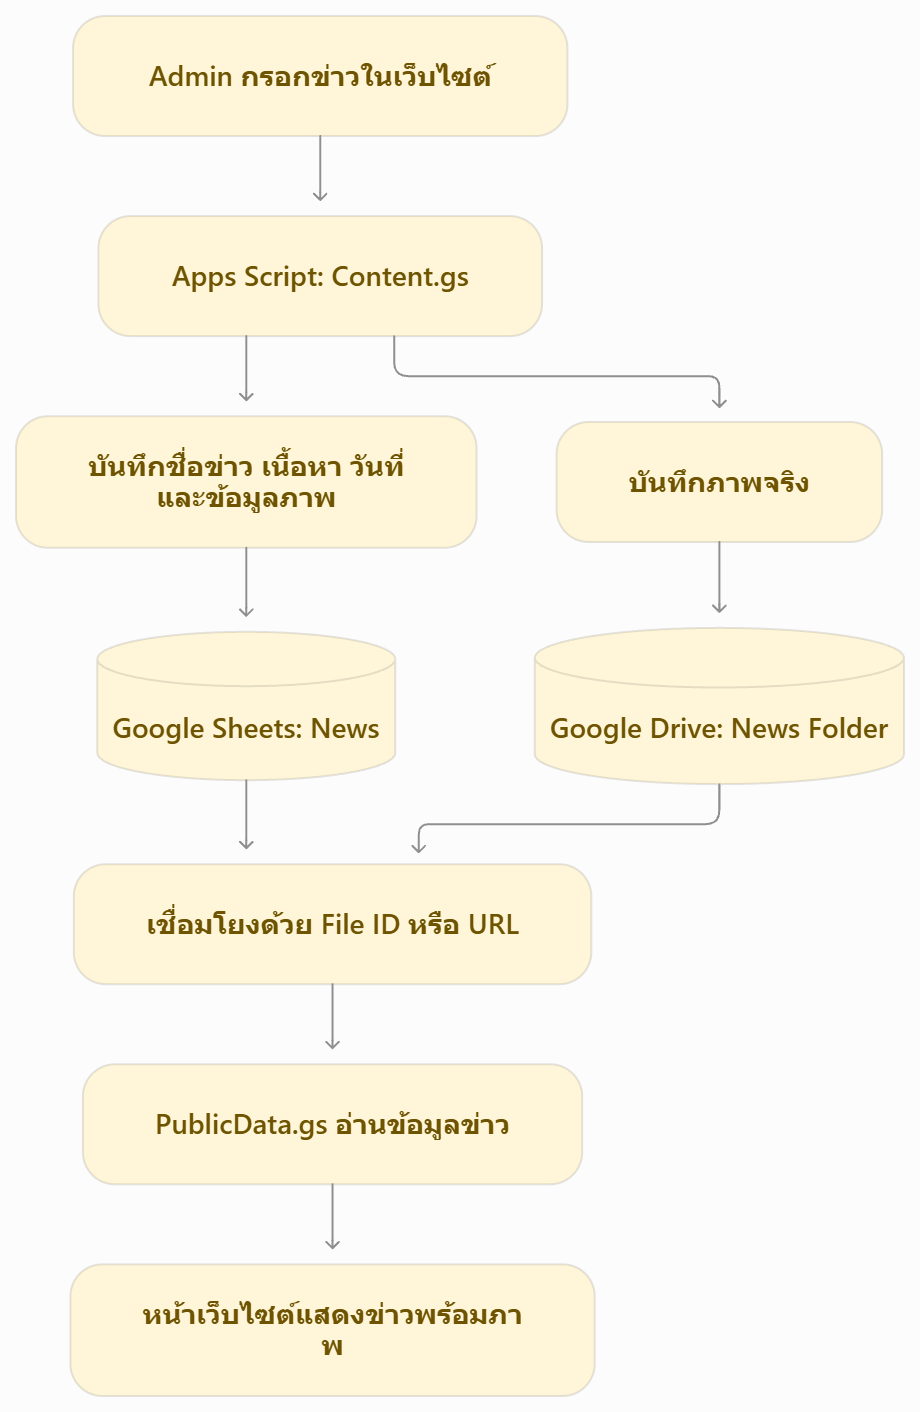 Admin กรอกข่าวในเว็บไซต์
Apps Script: Content.gs
บันทึกชื่อข่าว เนื้อหา วันที่
และข้อมูลภาพ
บันทึกภาพจริง
Google Sheets: News
Google Drive: News Folder
เชื่อมโยงด้วย File ID หรือ URL
PublicData.gs อ่านข้อมูลข่าว
หน้าเว็บไซต์แสดงข่าวพร้อมภา
พ